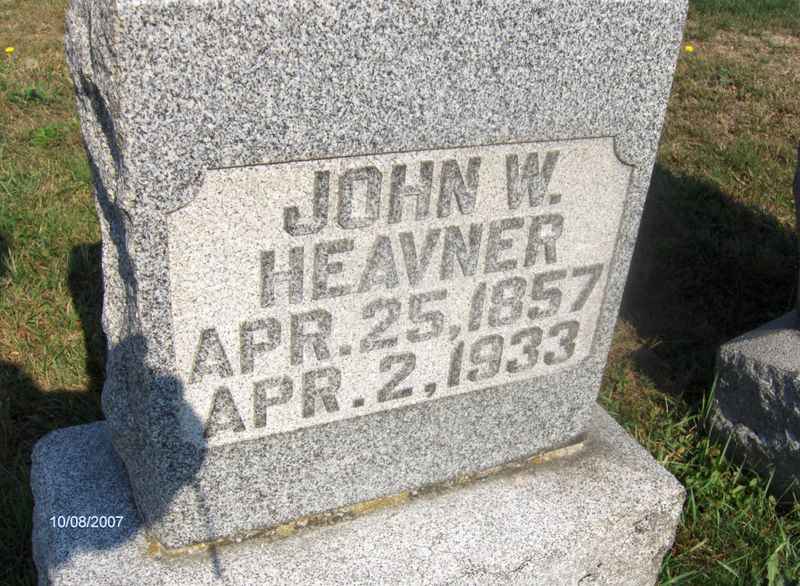 JOHN W.
HEAVNER
APR. 25, 1857
APR. 2, 1933
10/08/2007